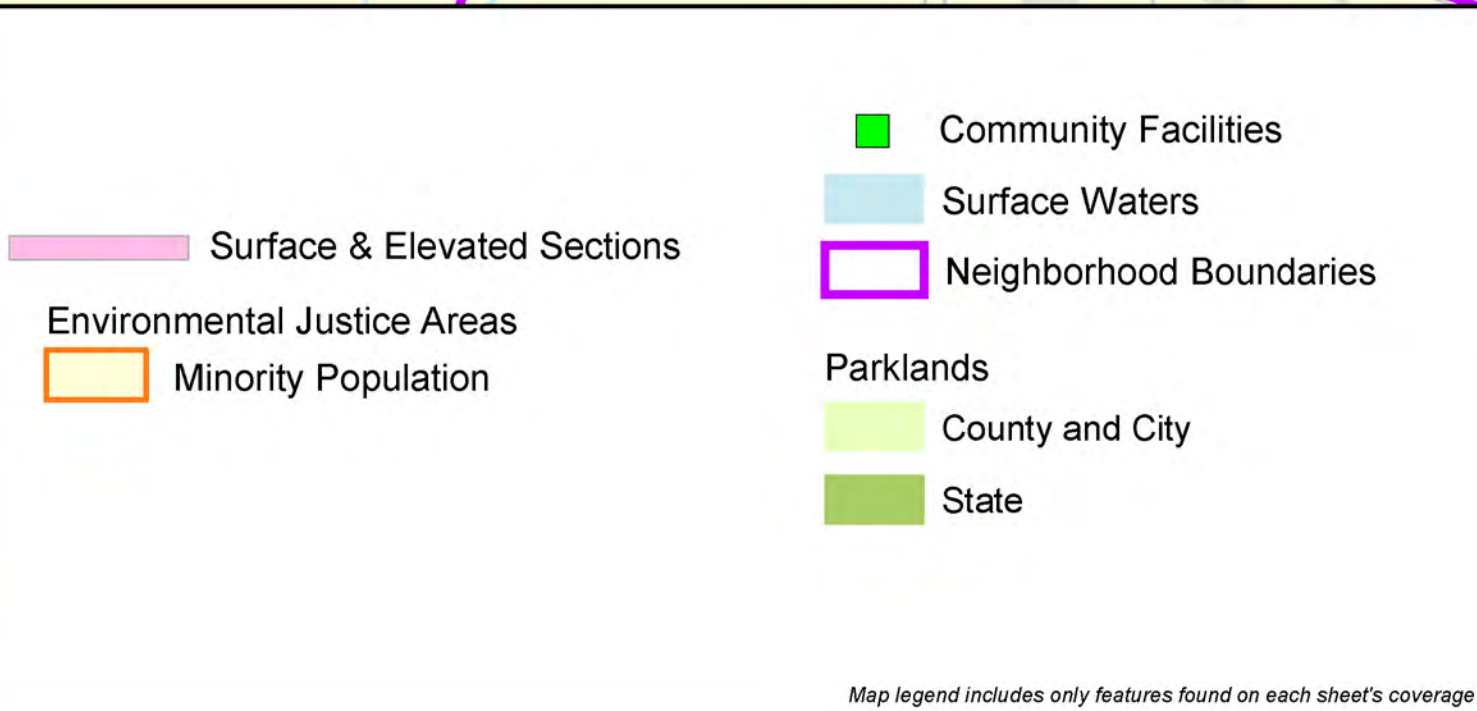 Surface & Elevated Sections
Environmental Justice Areas
Minority Population
Community Facilities
Surface Waters
Neighborhood Boundaries
Parklands
County and City
State
Map legend includes only features found on each sheet's coverage